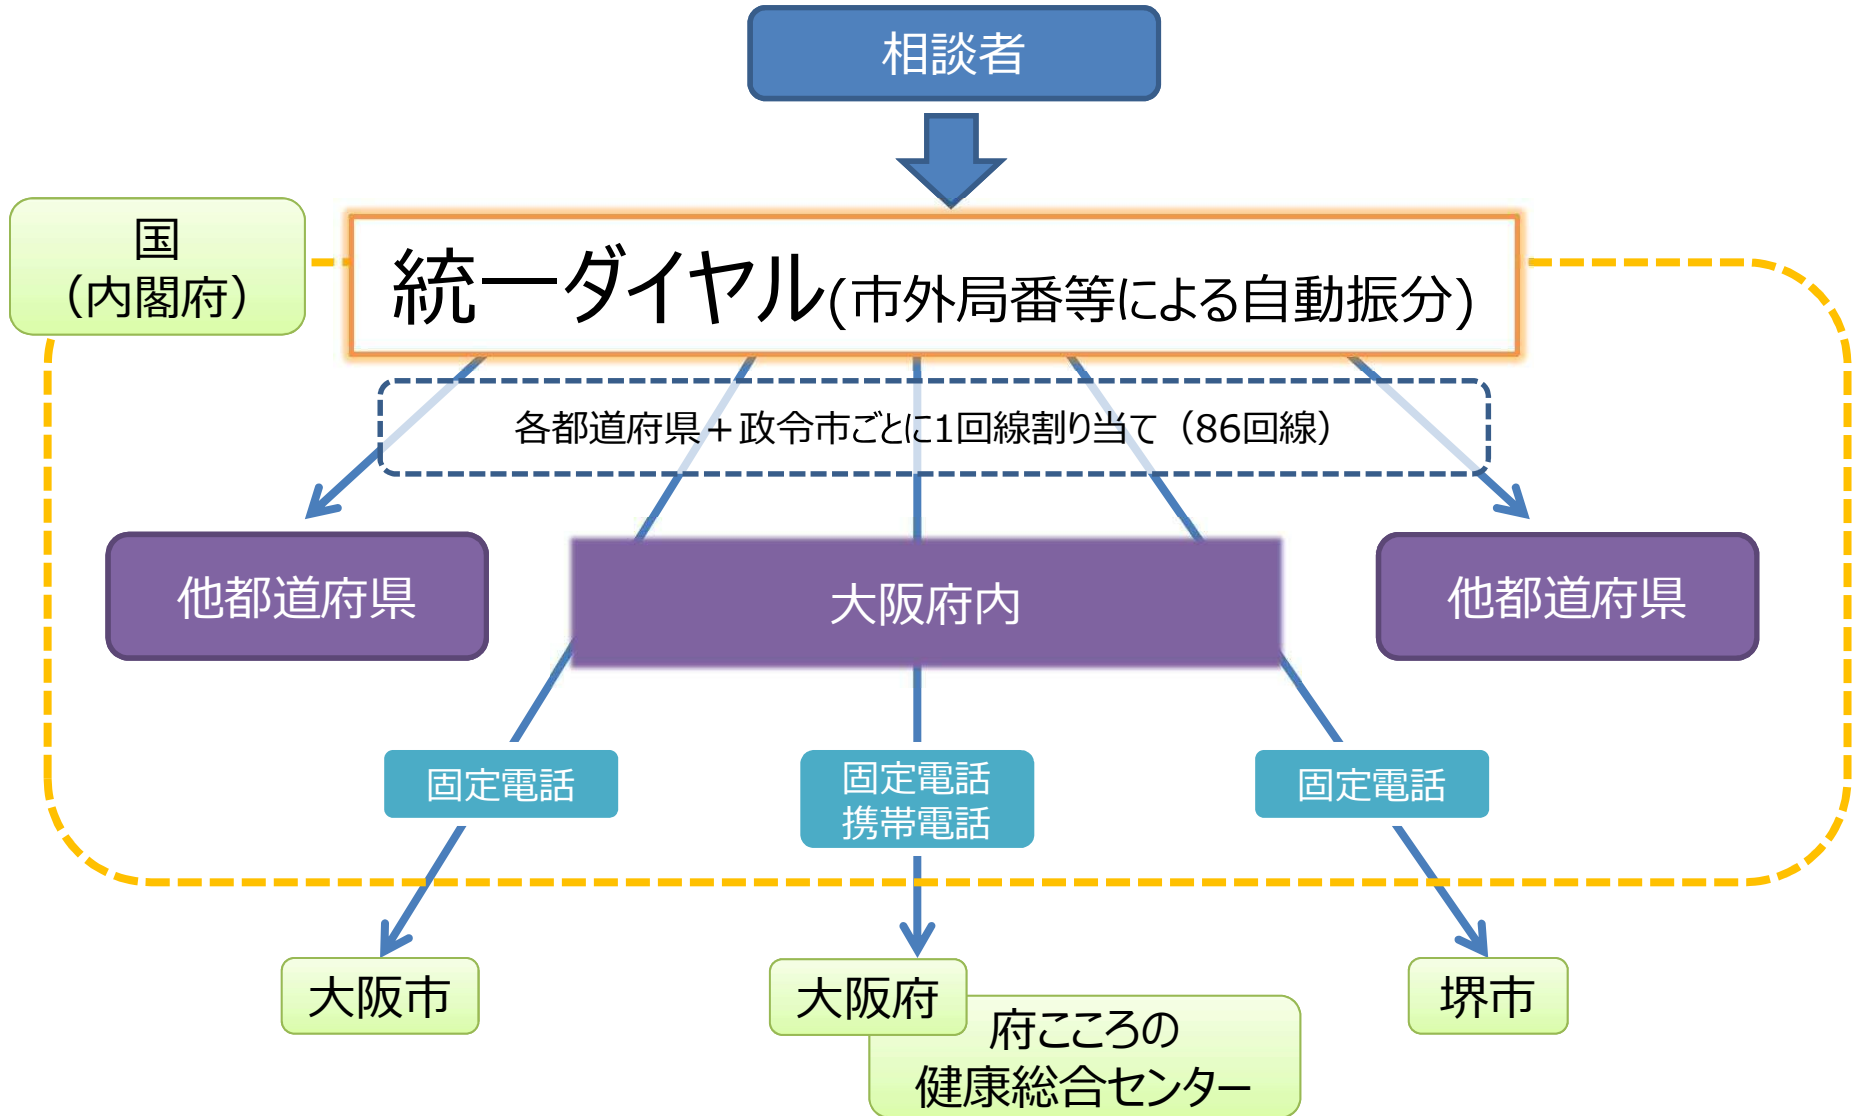 相談者
国
（内閣府）
統一ダイヤル(市外局番等による自動振分)
各都道府県＋政令市ごとに1回線割り当て（86回線）
他都道府県
大阪府内
他都道府県
固定電話
固定電話
携帯電話
固定電話
大阪市
大阪府
堺市
府こころの
健康総合センター